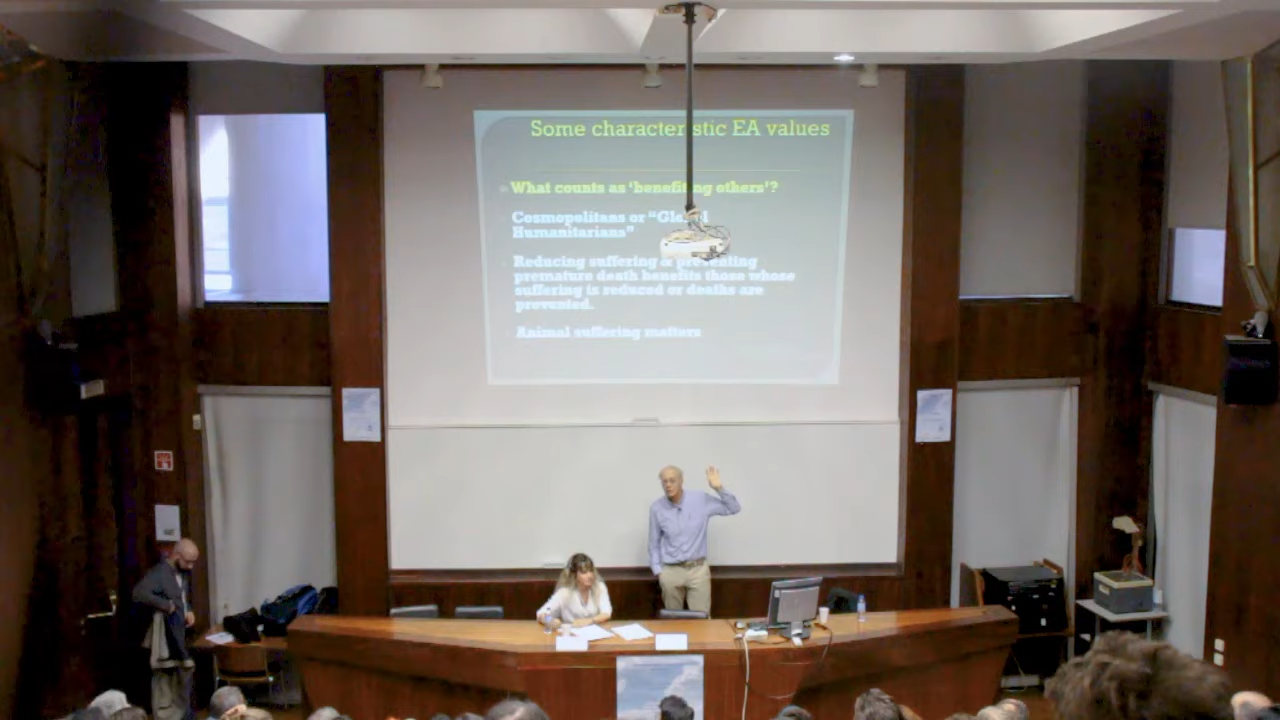 Some characteristic EA values
What counts as 'benefiting others'?
Cosmopolitans or "Global
Humanitarians"
Reducing suffering & preventing
premature death benefits those whose
suffering is reduced or deaths are
prevented.
Animal suffering matters